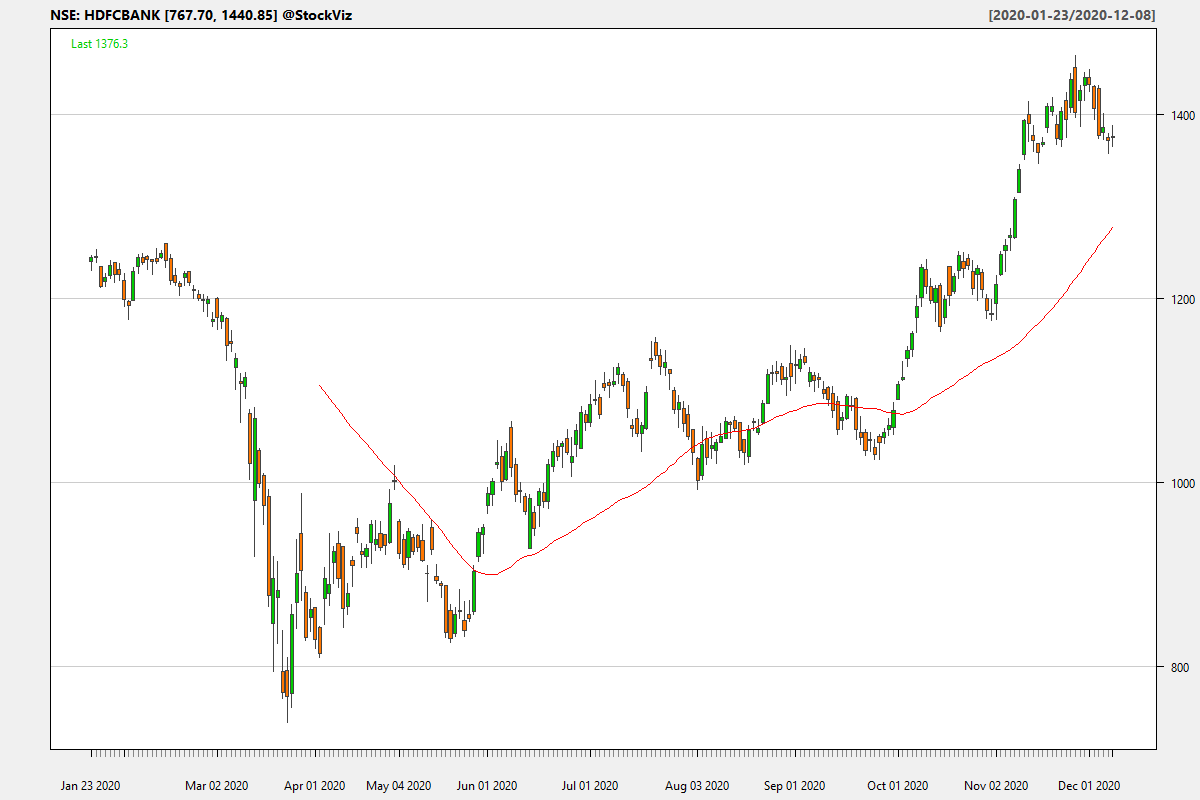 NSE: HDFCBANK [767.70, 1440.85] @StockViz [2020-01-23/2020-12-08]
Last 1376.3
1400
1200
1000
800
Jan 23 2020 Mar 02 2020 Apr 01 2020 May 04 2020 Jun 01 2020 Jul 01 2020 Aug 03 2020 Sep 01 2020 Oct 01 2020 Nov 02 2020 Dec 01 2020